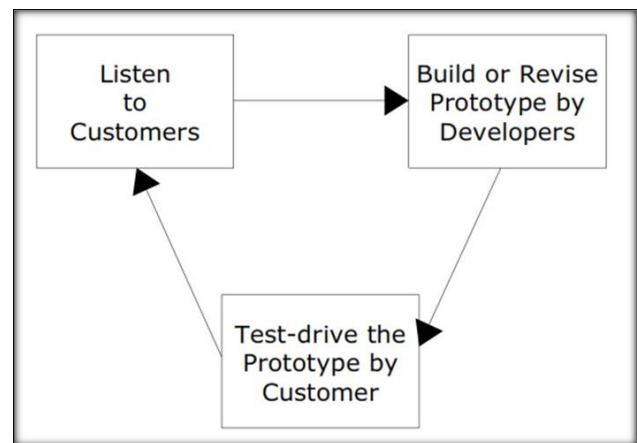 Listen
to
Customers
Build or Revise
Prototype by
Developers
Test-drive the
Prototype by
Customer